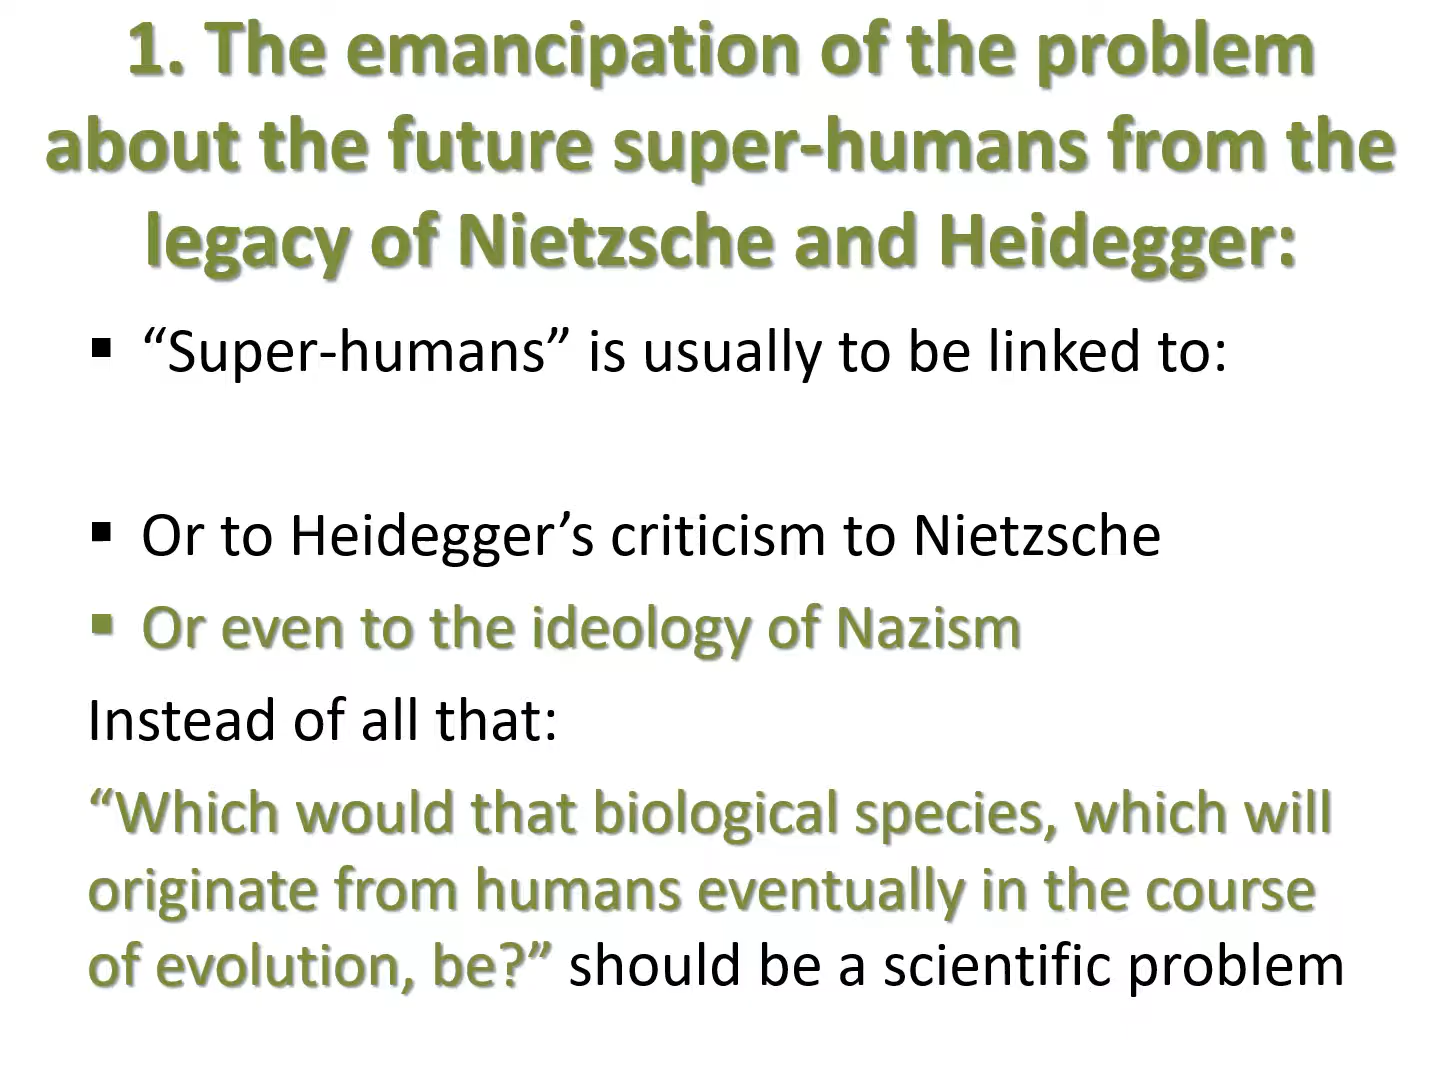 1. The emancipation of the problem
about the future super-humans from the
legacy of Nietzsche and Heidegger:
▪ “Super-humans” is usually to be linked to:
▪ Or to Heidegger’s criticism to Nietzsche
▪ Or even to the ideology of Nazism
Instead of all that:
“Which would that biological species, which will
originate from humans eventually in the course
of evolution, be?” should be a scientific problem